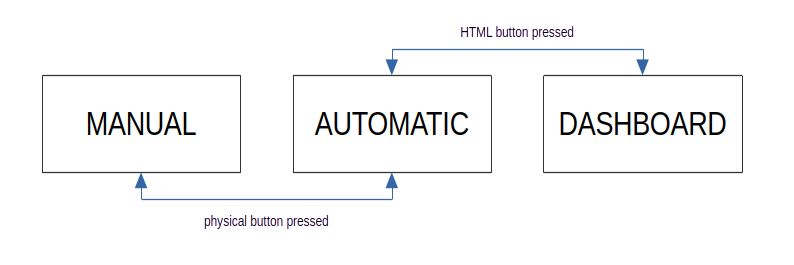 HTML button pressed
MANUAL
AUTOMATIC
DASHBOARD
physical button pressed